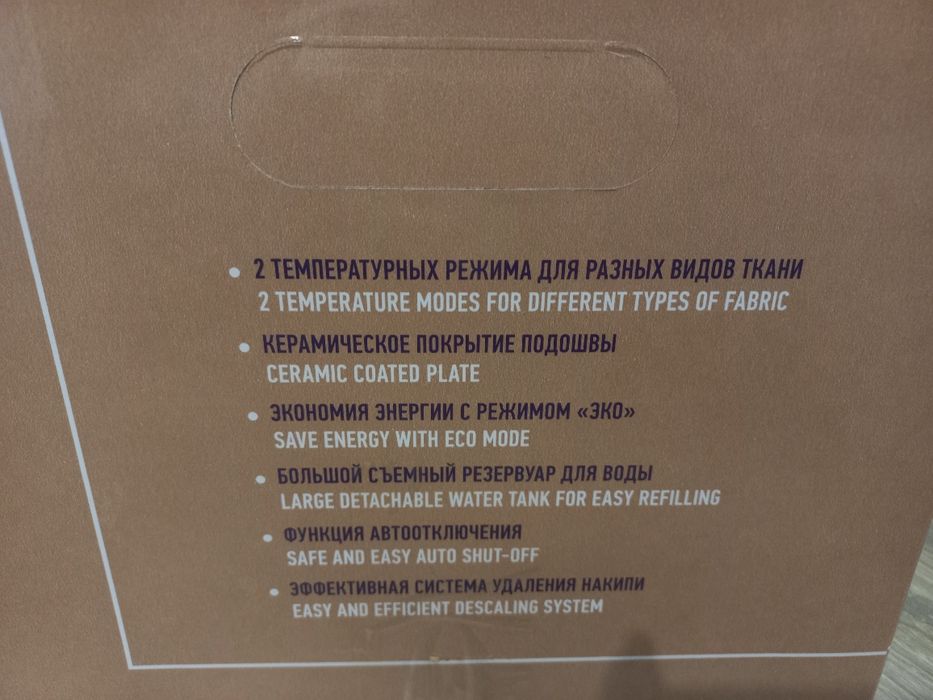 • 2 ТЕМПЕРАТУРНЫХ РЕЖИМА ДЛЯ РАЗНЫХ ВИДОВ ТКАНИ
2 TEMPERATURE MODES FOR DIFFERENT TYPES OF FABRIC
• КЕРАМИЧЕСКОЕ ПОКРЫТИЕ ПОДОШВЫ
CERAMIC COATED PLATE
• ЭКОНОМИЯ ЭНЕРГИИ С РЕЖИМОМ «ЭКО»
SAVE ENERGY WITH ECO MODE
• БОЛЬШОЙ СЪЕМНЫЙ РЕЗЕРВУАР ДЛЯ ВОДЫ
LARGE DETACHABLE WATER TANK FOR EASY REFILLING
• ФУНКЦИЯ АВТООТКЛЮЧЕНИЯ
SAFE AND EASY AUTO SHUT-OFF
• ЭФФЕКТИВНАЯ СИСТЕМА УДАЛЕНИЯ НАКИПИ
EASY AND EFFICIENT DESCALING SYSTEM